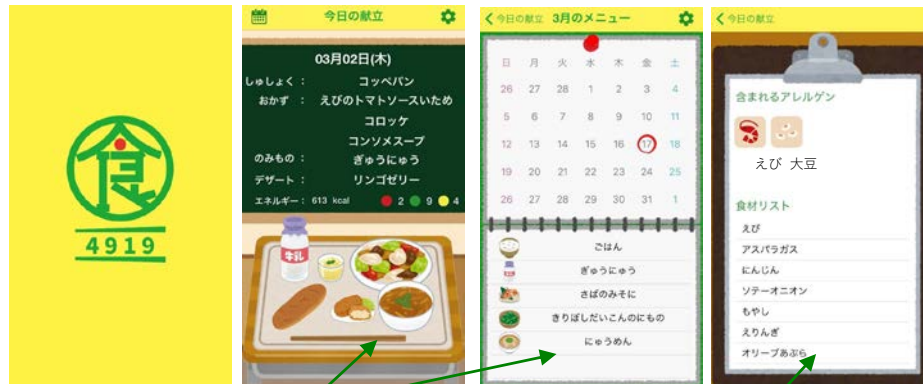 食
4919
今日の献立
03月02日(木)
しゅしょく : コッペパン
おかず : えびのトマトソースいため
コロッケ
コンソメスープ
のみもの : ぎゅうにゅう
デザート : リンゴゼリー
エネルギー : 613 kcal 2 9 4
牛乳
今日の献立 3月のメニュー
日 月 火 水 木 金 土
26 27 28 1 2 3 4
5 6 7 8 9 10 11
12 13 14 15 16 17 18
19 20 21 22 23 24 25
26 27 28 29 30 31 1
ごはん
ぎゅうにゅう
さばのみそに
きりぼしだいこんのにもの
にゅうめん
今日の献立
含まれるアレルゲン
えび 大豆
食材リスト
えび
アスパラガス
にんじん
ソテーオニオン
もやし
えりんぎ
オリーブあぶら